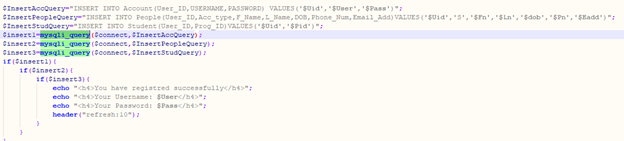 $InsertAccQuery="INSERT INTO Account(User_ID,USERNAME,PASSWORD) VALUES('$Uid','$User','$Pass')";
$InsertPeopleQuery="INSERT INTO People(User_ID,Acc_type,F_Name,L_Name,DOB,Phone_Num,Email_Add)VALUES('$Uid','S','$Fn','$Ln','$dob','$Pn','$Eadd')";
$InsertStudQuery="INSERT INTO Student(User_ID,Prog_ID)VALUES('$Uid','$Pid')";
$insert1=mysqli_query($connect,$InsertAccQuery);
$insert2=mysqli_query($connect,$InsertPeopleQuery);
$insert3=mysqli_query($connect,$InsertStudQuery);
if($insert1){
if($insert2){
if($insert3){
echo "<h4>You have registred successfully</h4>";
echo "<h4>Your Username: $User</h4>";
echo "<h4>Your Password: $Pass</h4>";
header("refresh:10");
}
}